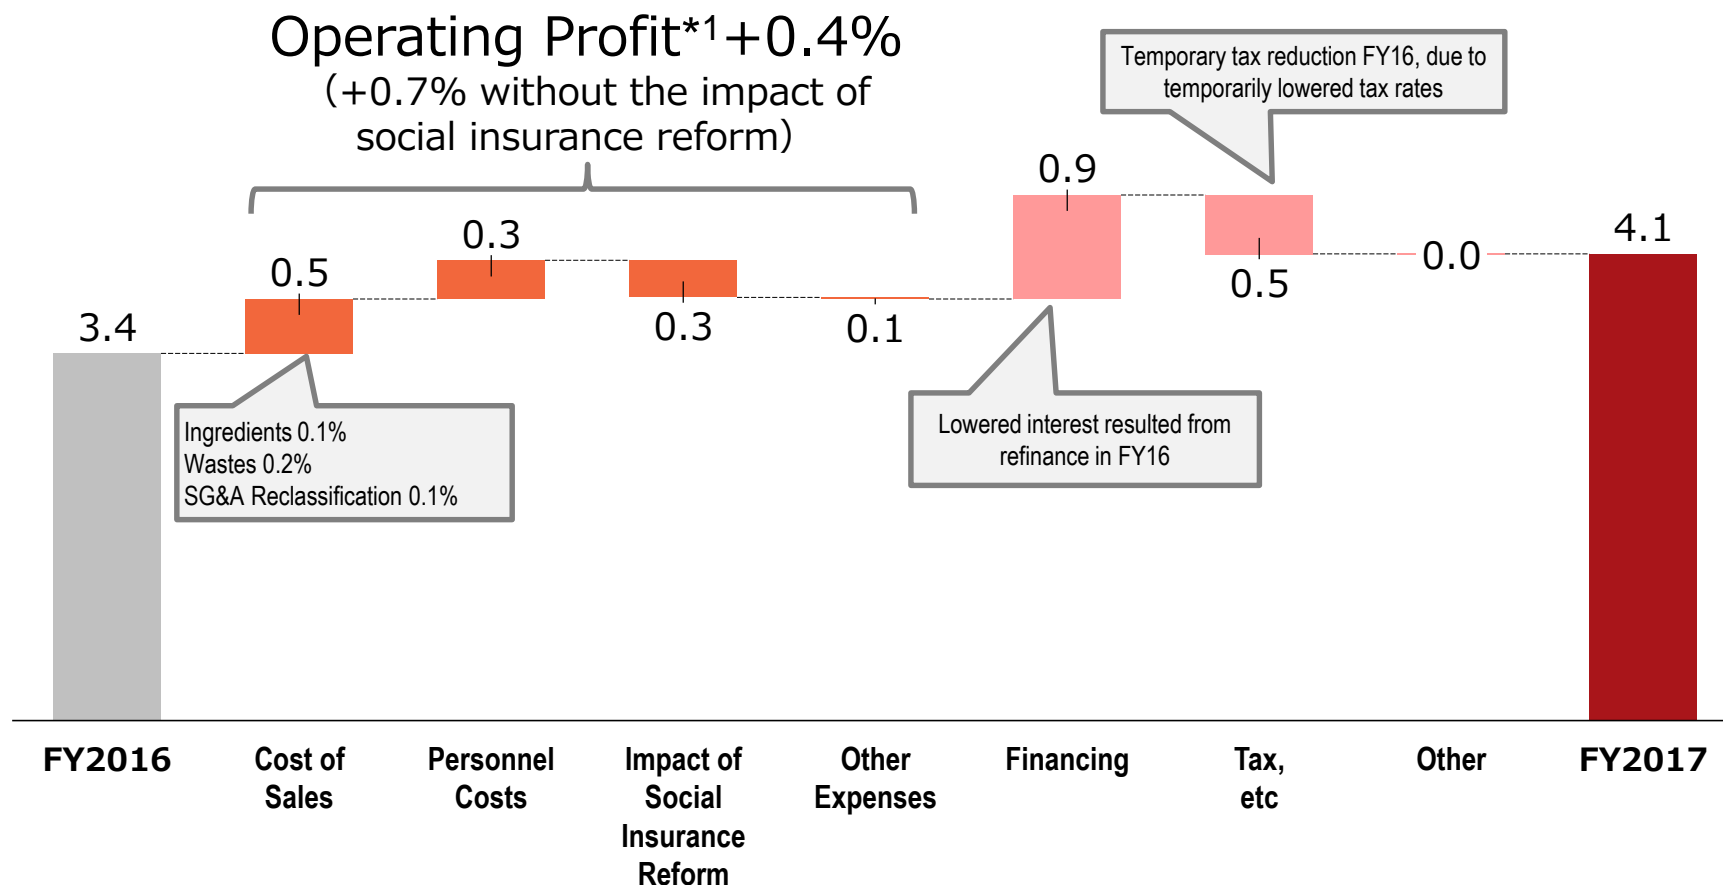 Operating Profit*1+0.4%
（+0.7% without the impact of
social insurance reform）
Temporary tax reduction FY16, due to
temporarily lowered tax rates
3.4
0.5
0.3
0.3
0.1
0.9
0.5
0.0
4.1
Ingredients 0.1%
Wastes 0.2%
SG&A Reclassification 0.1%
Lowered interest resulted from
refinance in FY16
FY2016
Cost of
Sales
Personnel
Costs
Impact of
Social
Insurance
Reform
Other
Expenses
Financing
Tax,
etc
Other
FY2017